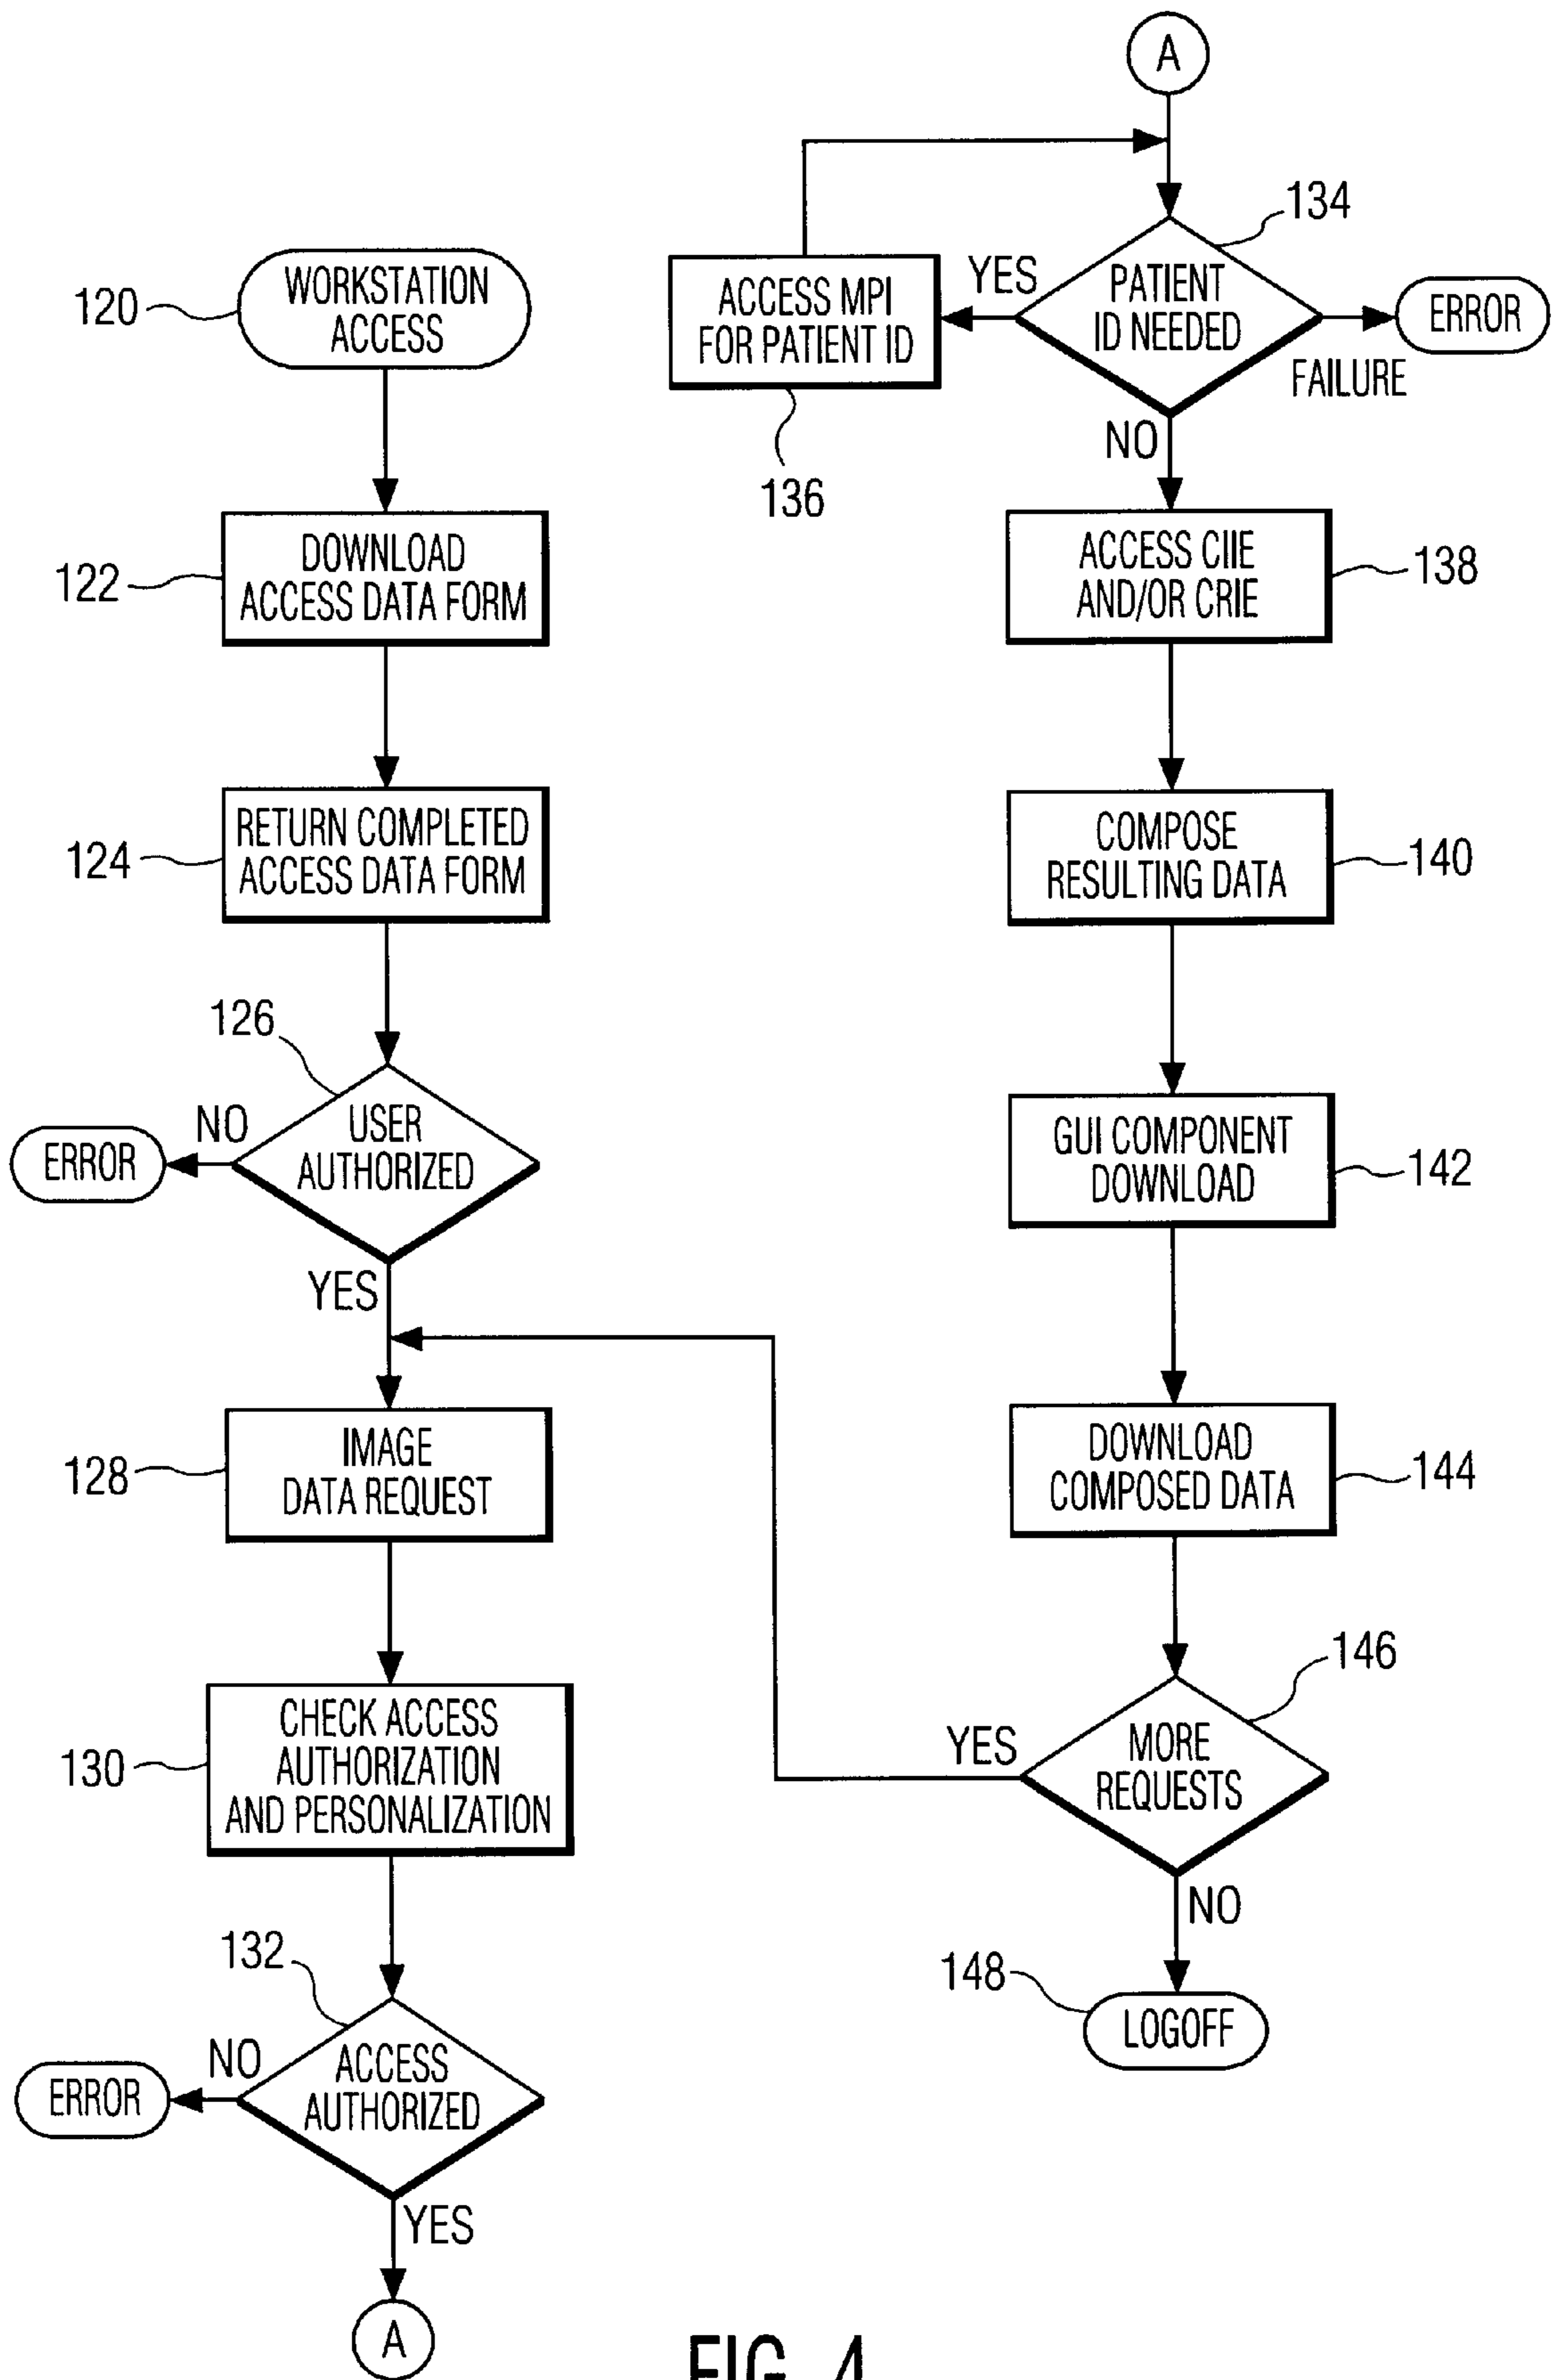 120
WORKSTATION
ACCESS
122
DOWNLOAD
ACCESS DATA FORM
124
RETURN COMPLETED
ACCESS DATA FORM
126
USER
AUTHORIZED
NO
ERROR
YES
128
IMAGE
DATA REQUEST
130
CHECK ACCESS
AUTHORIZATION
AND PERSONALIZATION
132
ACCESS
AUTHORIZED
NO
ERROR
YES
A
A
134
PATIENT
ID NEEDED
YES
ACCESS MPI
FOR PATIENT ID
136
ERROR
FAILURE
NO
ACCESS CIIE
AND/OR CRIE
138
COMPOSE
RESULTING DATA
140
GUI COMPONENT
DOWNLOAD
142
DOWNLOAD
COMPOSED DATA
144
146
MORE
REQUESTS
YES
NO
148
LOGOFF
FIG. 4